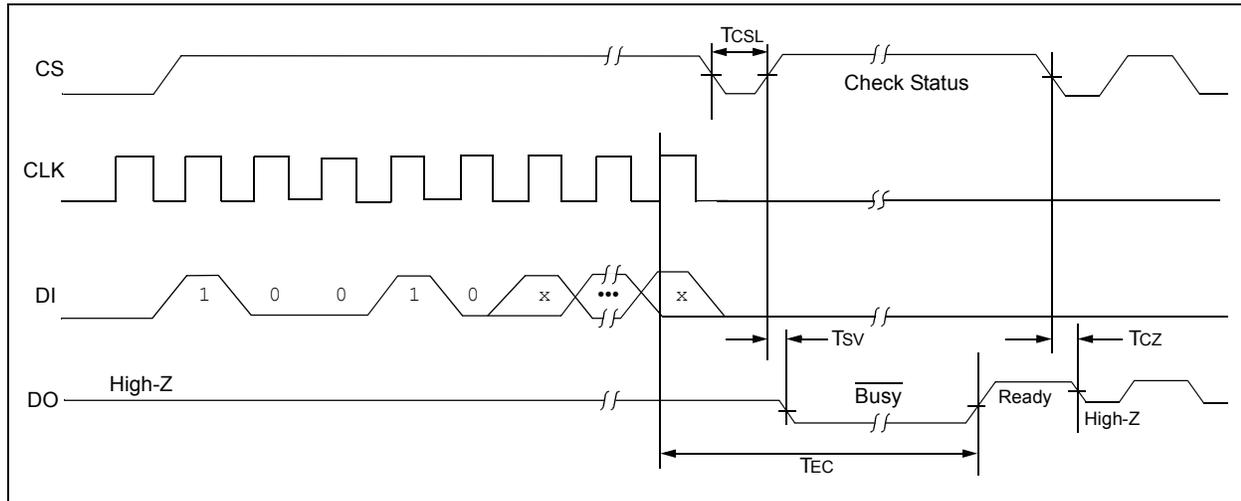 TCSL
CS
Check Status
CLK
DI
1 0 0 1 0 x ••• x
TSV
TCZ
High-Z
DO
Busy
Ready
High-Z
TEC